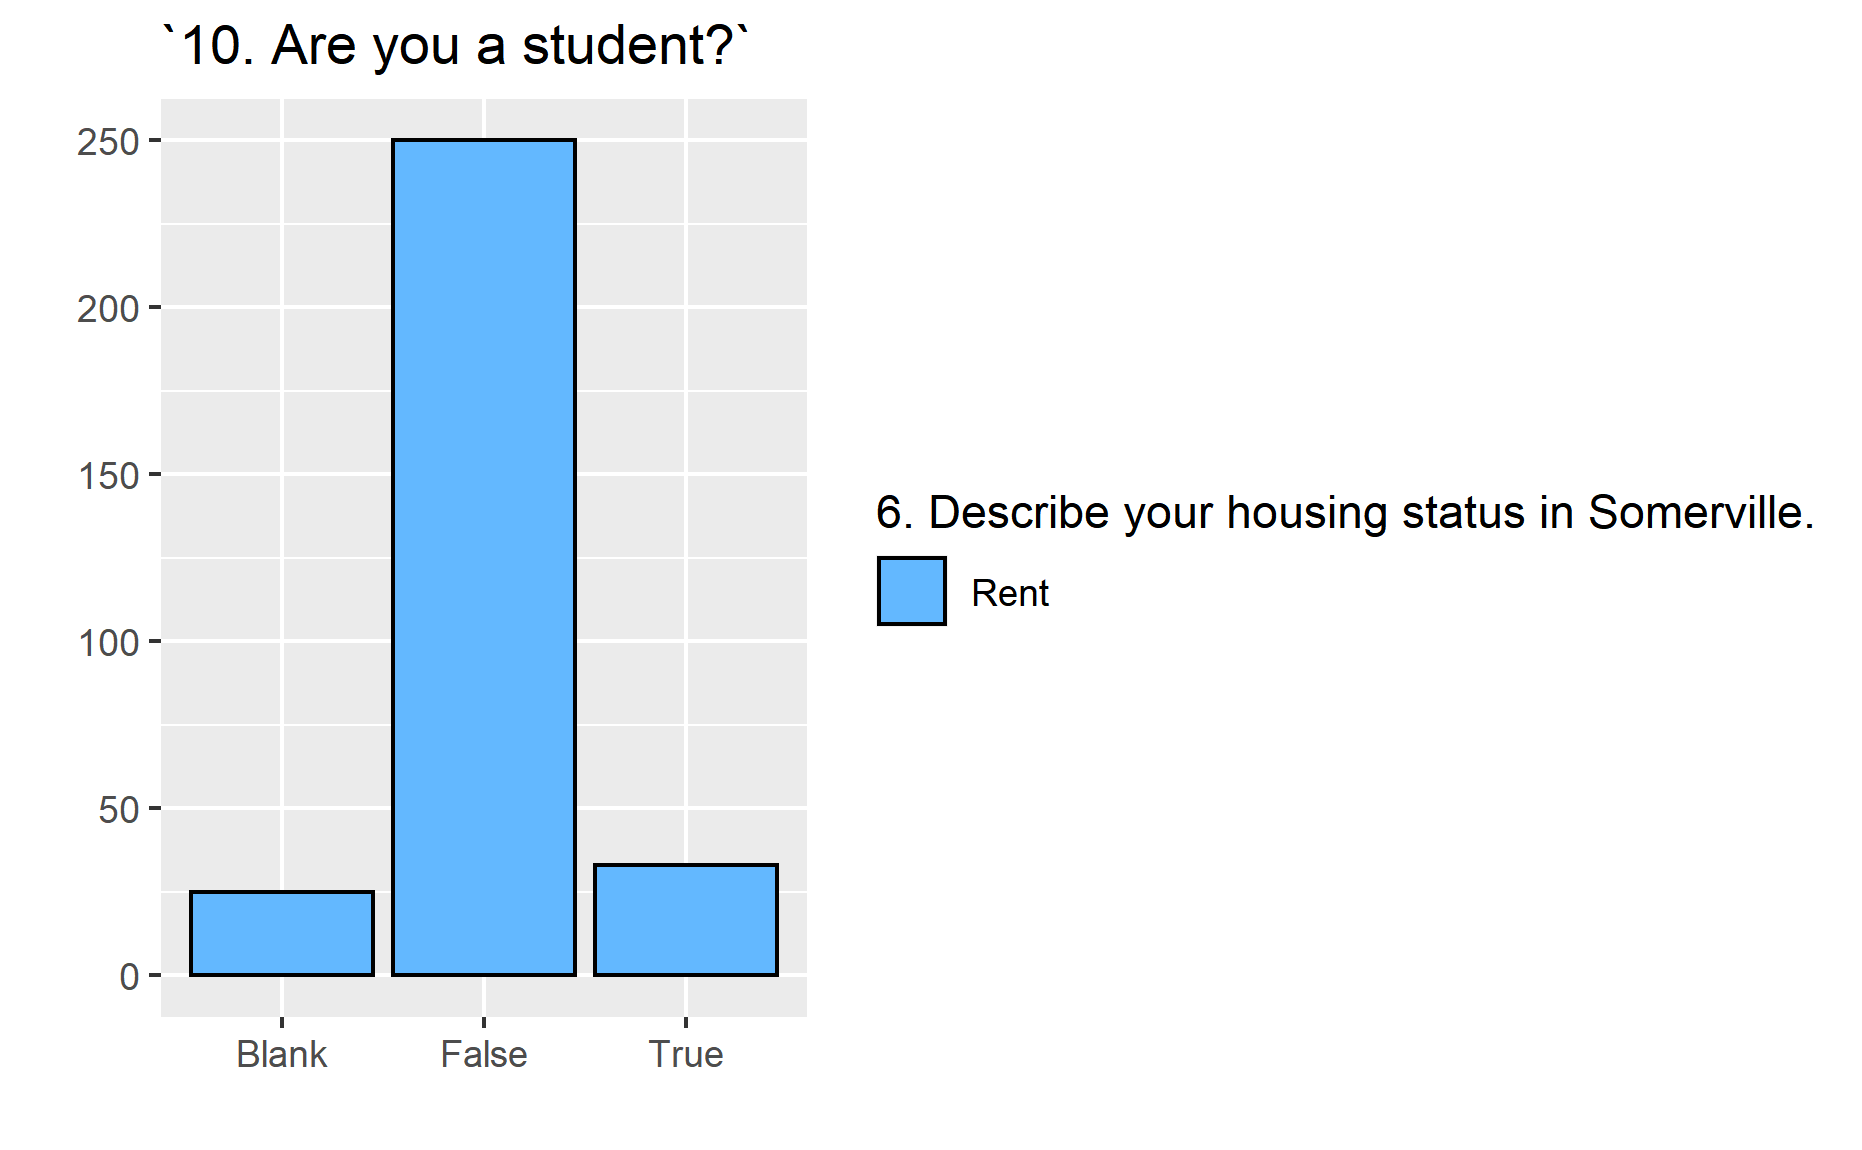 `10. Are you a student?`
250
200
150
100
50
0
Blank False True
6. Describe your housing status in Somerville.
Rent